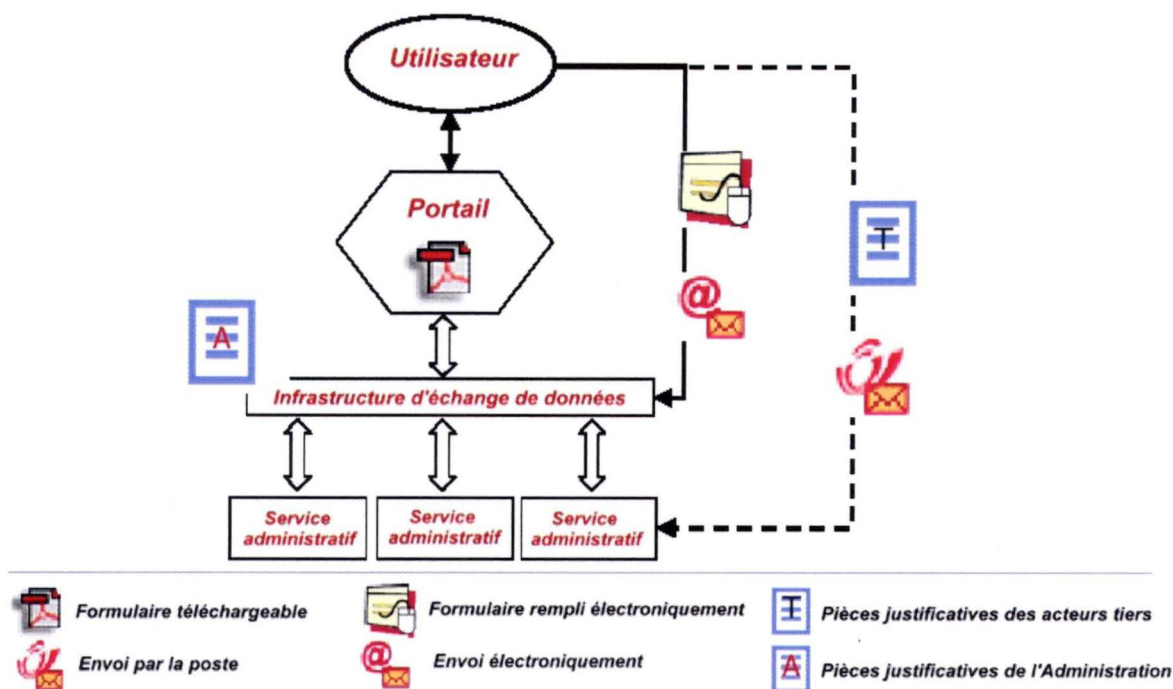 Utilisateur
Portail
T
@
A
Infrastructure d'échange de données
Service
administratif
Service
administratif
Service
administratif
Formulaire téléchargeable
Formulaire rempli électroniquement
T
Pièces justificatives des acteurs tiers
Envoi par la poste
@
Envoi électroniquement
A
Pièces justificatives de l'Administration